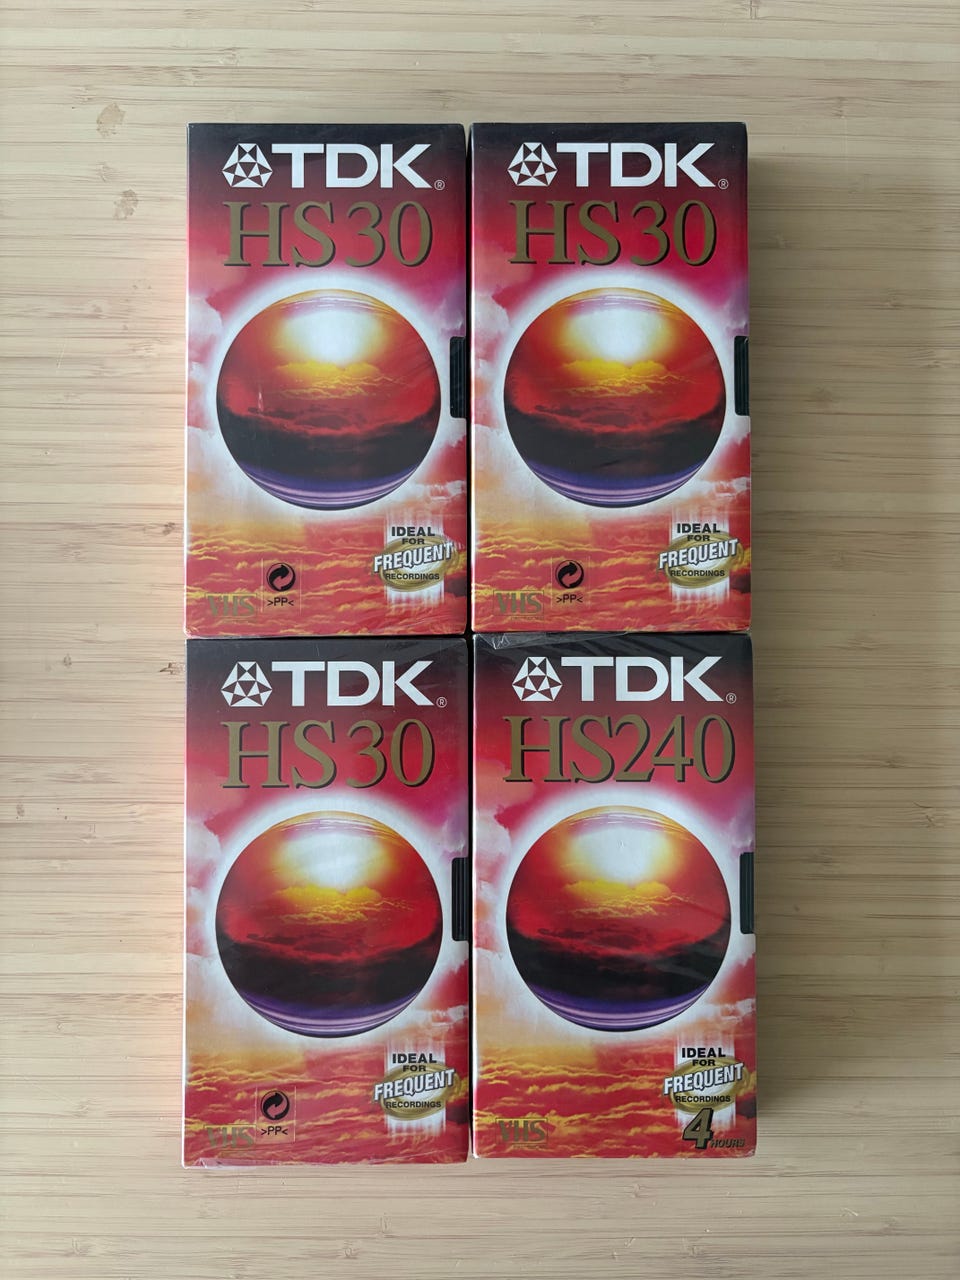 TDK®
HS30
IDEAL
FOR
FREQUENT
RECORDINGS
>PP<
VHS
TDK®
HS30
IDEAL
FOR
FREQUENT
RECORDINGS
>PP<
VHS
TDK®
HS30
IDEAL
FOR
FREQUENT
RECORDINGS
>PP<
VHS
TDK®
HS240
IDEAL
FOR
FREQUENT
RECORDINGS
4 HOURS
VHS